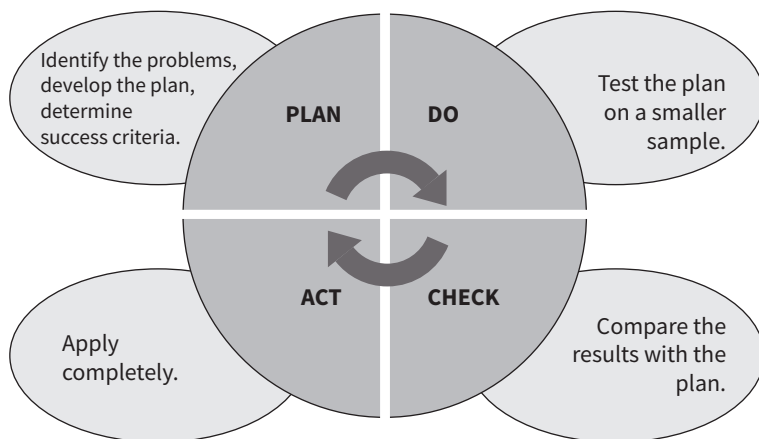 Identify the problems,
develop the plan,
determine
success criteria.
PLAN
DO
Test the plan
on a smaller
sample.
ACT
CHECK
Apply
completely.
Compare the
results with the
plan.